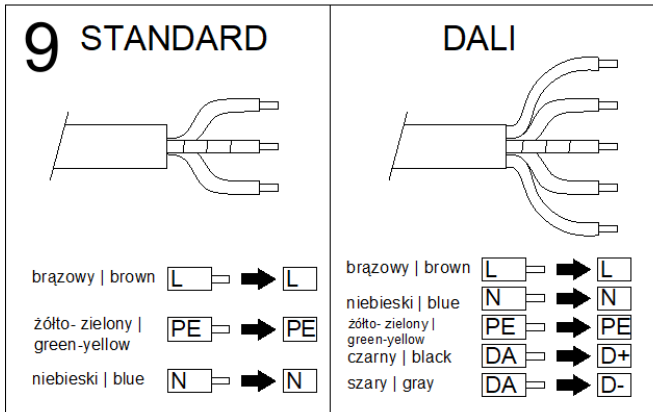 9 STANDARD
brązowy | brown L L
żółto- zielony |
green-yellow PE PE
niebieski | blue N N
DALI
brązowy | brown L L
niebieski | blue N N
żółto- zielony |
green-yellow PE PE
czarny | black DA D+
szary | gray DA D-